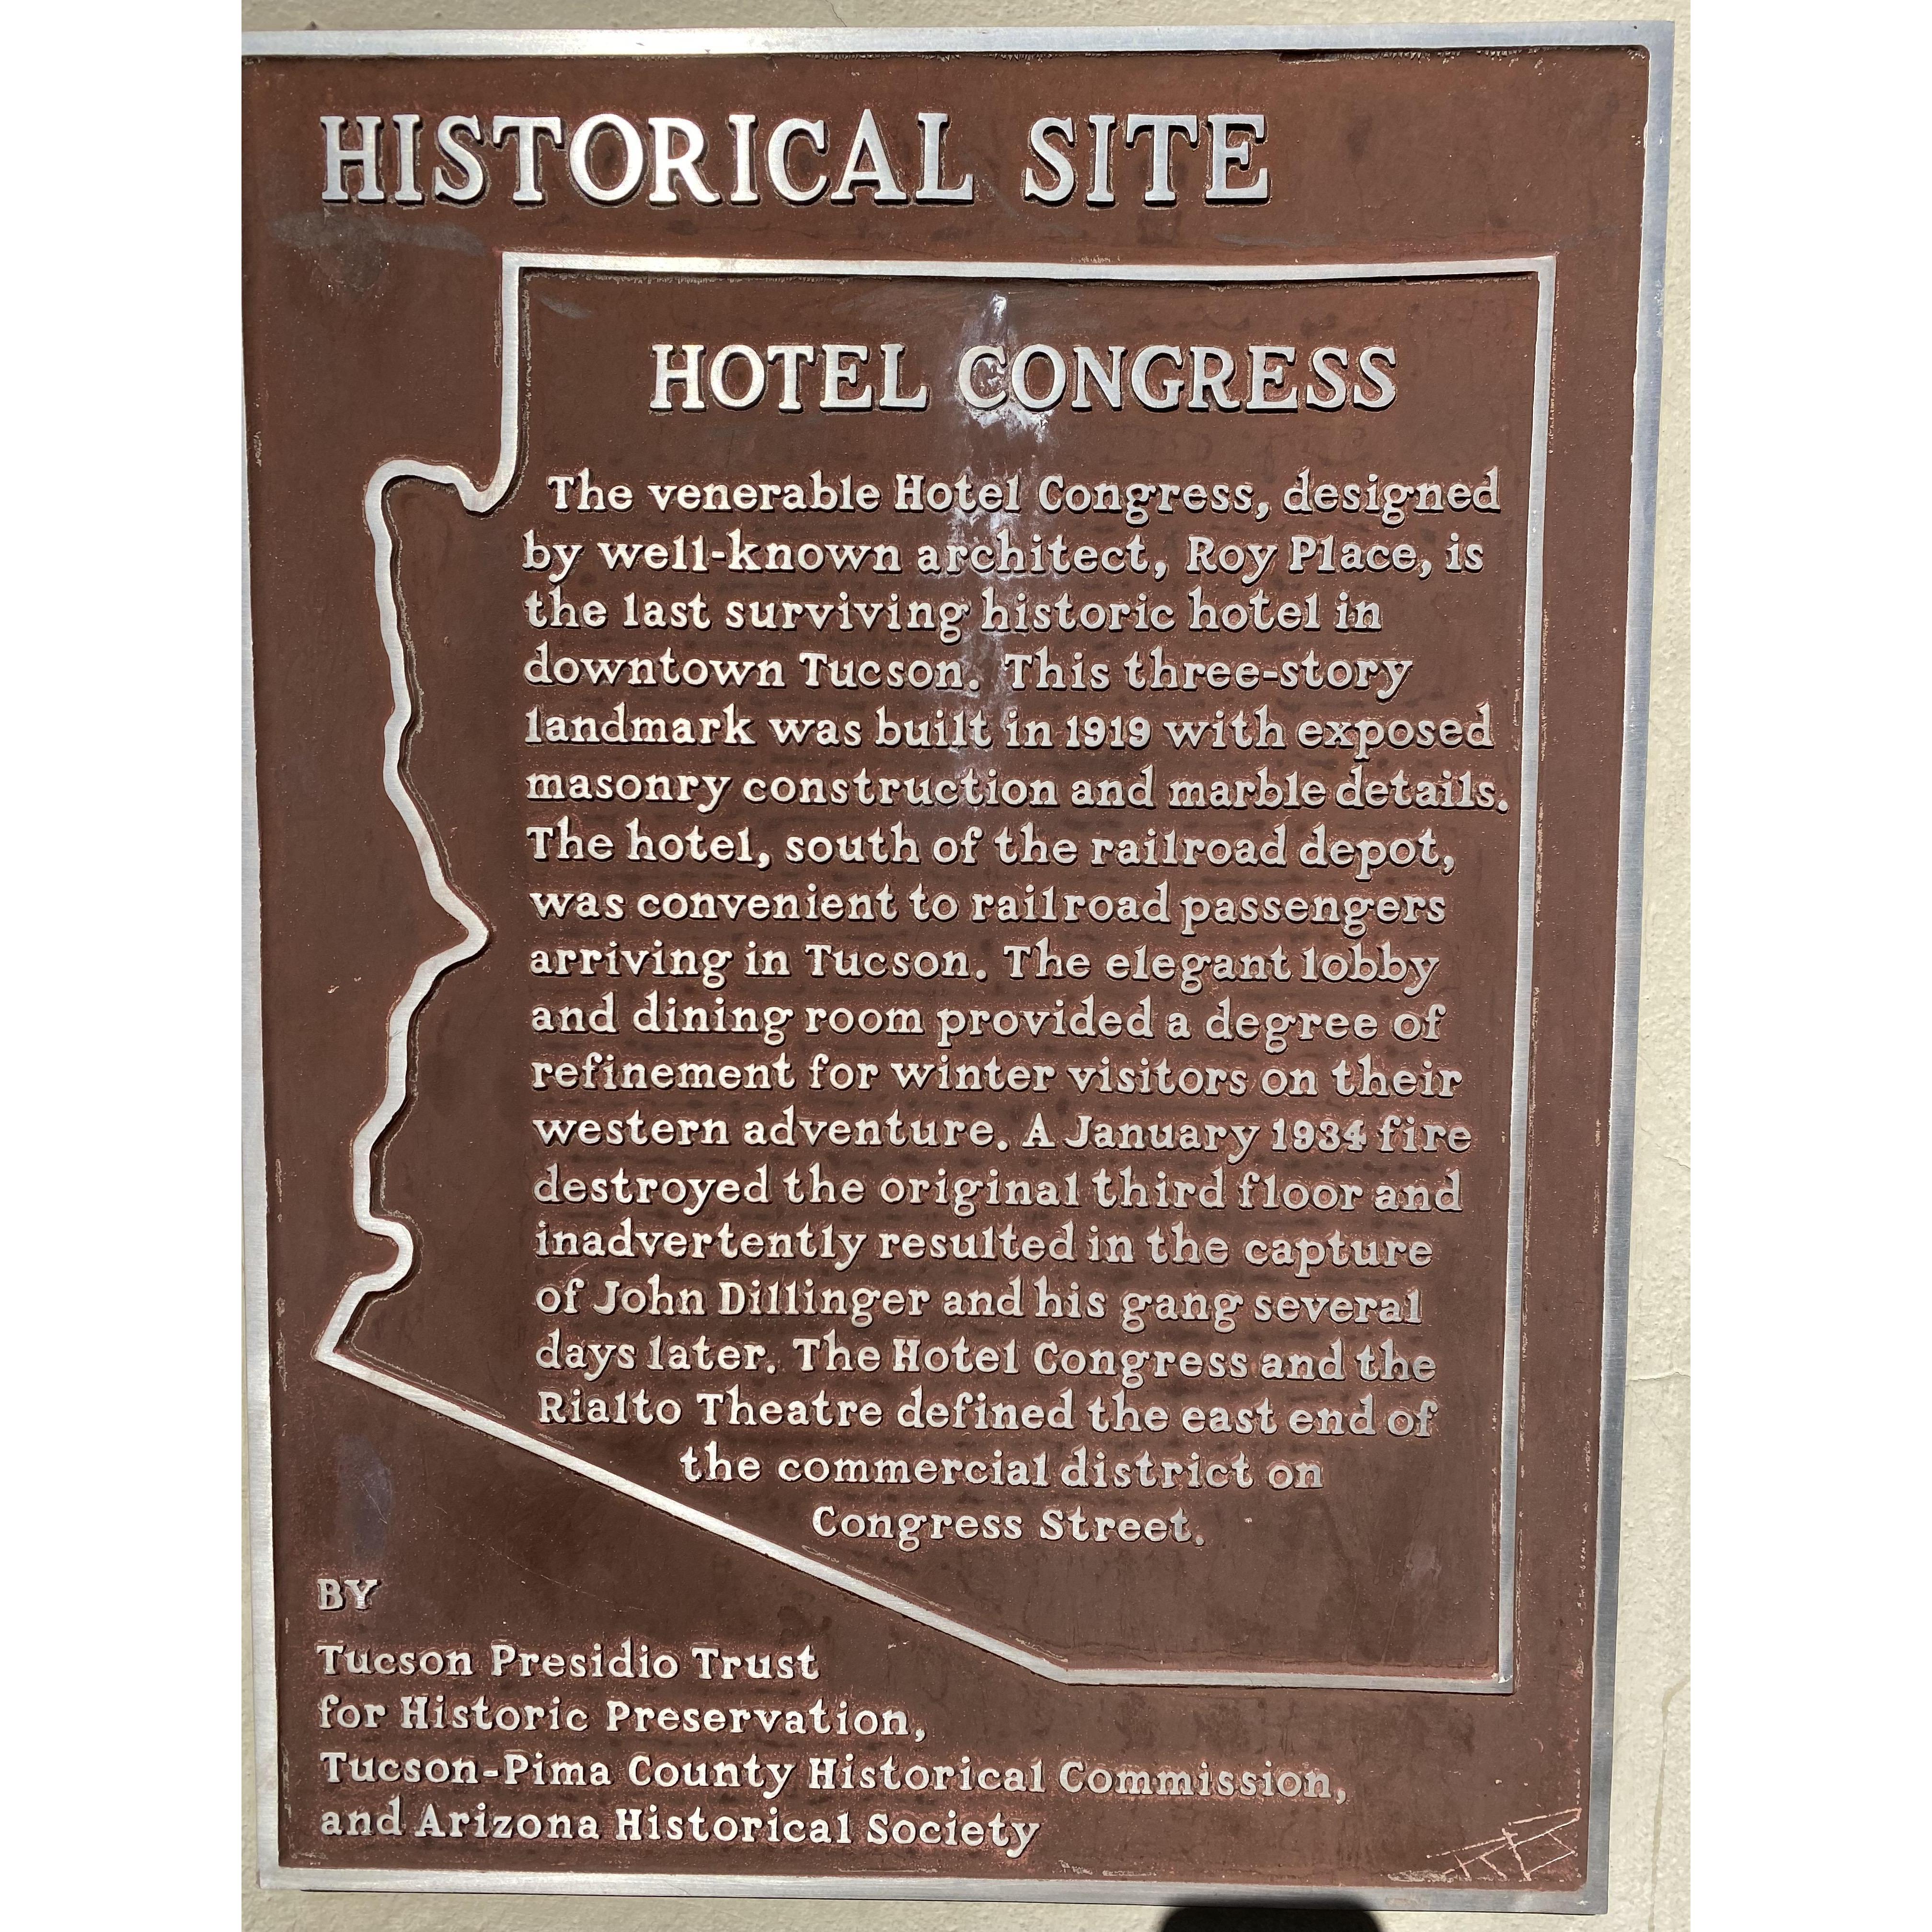 HISTORICAL SITE
HOTEL CONGRESS
The venerable Hotel Congress, designed
by well-known architect, Roy Place, is
the last surviving historic hotel in
downtown Tucson. This three-story
landmark was built in 1919 with exposed
masonry construction and marble details.
The hotel, south of the railroad depot,
was convenient to railroad passengers
arriving in Tucson. The elegant lobby
and dining room provided a degree of
refinement for winter visitors on their
western adventure. A January 1934 fire
destroyed the original third floor and
inadvertently resulted in the capture
of John Dillinger and his gang several
days later. The Hotel Congress and the
Rialto Theatre defined the east end of
the commercial district on
Congress Street.
BY
Tucson Presidio Trust
for Historic Preservation,
Tucson-Pima County Historical Commission,
and Arizona Historical Society